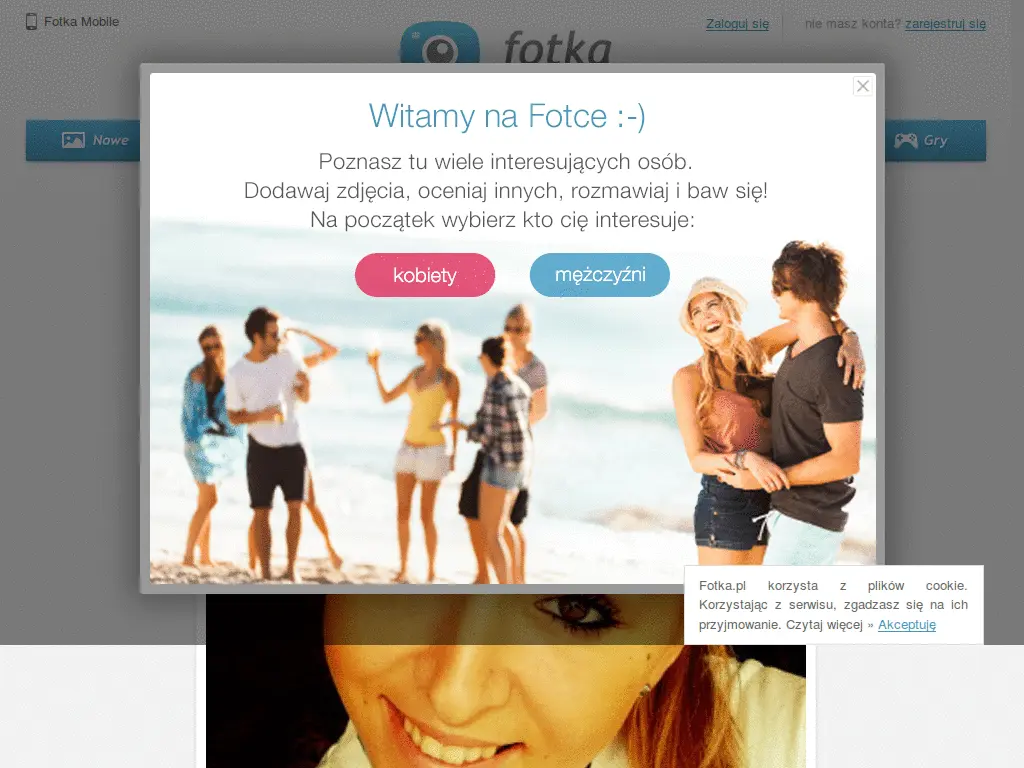 Fotka Mobile
Zaloguj się
nie masz konta? zarejestruj się
fotka
Nowe
Gry
Witamy na Fotce :-)
Poznasz tu wiele interesujących osób.
Dodawaj zdjęcia, oceniaj innych, rozmawiaj i baw się!
Na początek wybierz kto cię interesuje:
kobiety
mężczyźni
Fotka.pl korzysta z plików cookie.
Korzystając z serwisu, zgadzasz się na ich
przyjmowanie. Czytaj więcej » Akceptuję